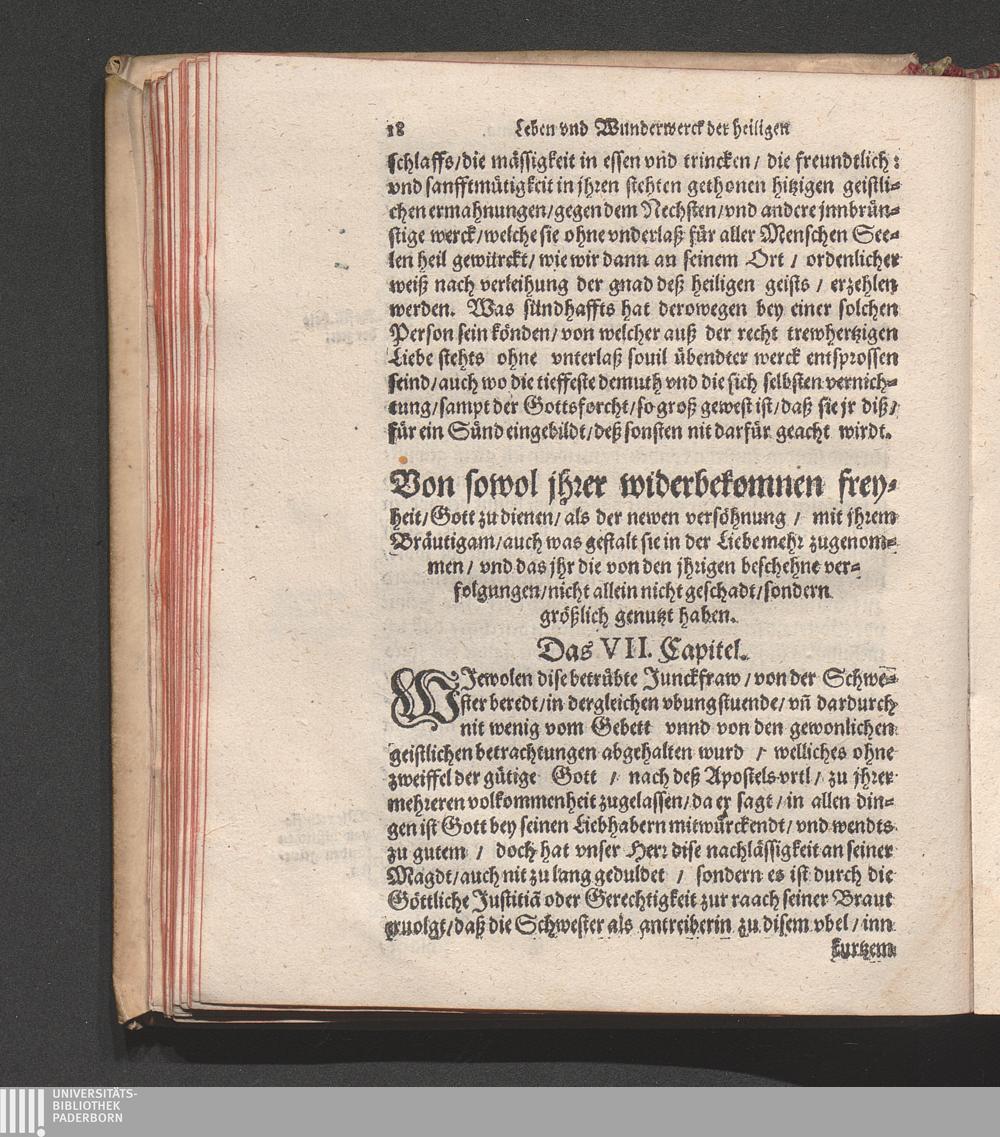 18 Leben vnd Wunderwerck der heiligen
schlaffs/die mässigkeit in essen vnd trincken/ die freundtlich:
vnd sanfftmütigkeit in jhren stehten gethonen hitzigen geistli-
chen ermahnungen/gegen dem Nechsten/vnd andere jnnbrün-
stige werck/welche sie ohne vnderlaß für aller Menschen See-
len heil gewürckt/ wie wir dann an seinem Ort / ordenlicher
weiß nach verleihung der gnad deß heiligen geists / erzehlen
werden. Was sündhaffts hat derowegen bey einer solchen
Person sein könden/von welcher auß der recht trewhertzigen
Liebe stehts ohne vnterlaß souil übendter werck entsprossen
seind/auch wo die tieffeste demuth vnd die sich selbsten vernich-
tung/sampt der Gottsforcht/so groß gewest ist/daß sie jr diß/
für ein Sünd eingebildt/deß sonsten nit darfür geacht wirdt.
Von sowol jhrer widerbekomnen frey-
heit/Gott zu dienen/ als der newen versöhnung / mit jhrem
Bräutigam/auch was gestalt sie in der Liebe mehr zugenom-
men / vnd das jhr die von den jhrigen beschehne ver-
folgungen/nicht allein nicht geschadt/sondern
größlich genutzt haben.
Das VII. Capitel.
WIewolen dise betrübte Junckfraw/von der Schwe-
ster beredt/in dergleichen vbung stuende/ vn̄ dardurch
nit wenig vom Gebett vnnd von den gewonlichen
geistlichen betrachtungen abgehalten wurd / welliches ohne
zweiffel der gütige Gott / nach deß Apostels vrtl / zu jhrer
mehreren volkommenheit zugelassen/da er sagt/in allen din-
gen ist Gott bey seinen Liebhabern mitwürckendt/vnd wendts
zu gutem / doch hat vnser Herr dise nachlässigkeit an seiner
Magdt/auch nit zu lang geduldet / sondern es ist durch die
Göttliche Justitiā oder Gerechtigkeit zur raach seiner Braut
eruolgt/daß die Schwester als antreiberin zu disem vbel / inn
kurtzem
UNIVERSITÄTS-
BIBLIOTHEK
PADERBORN